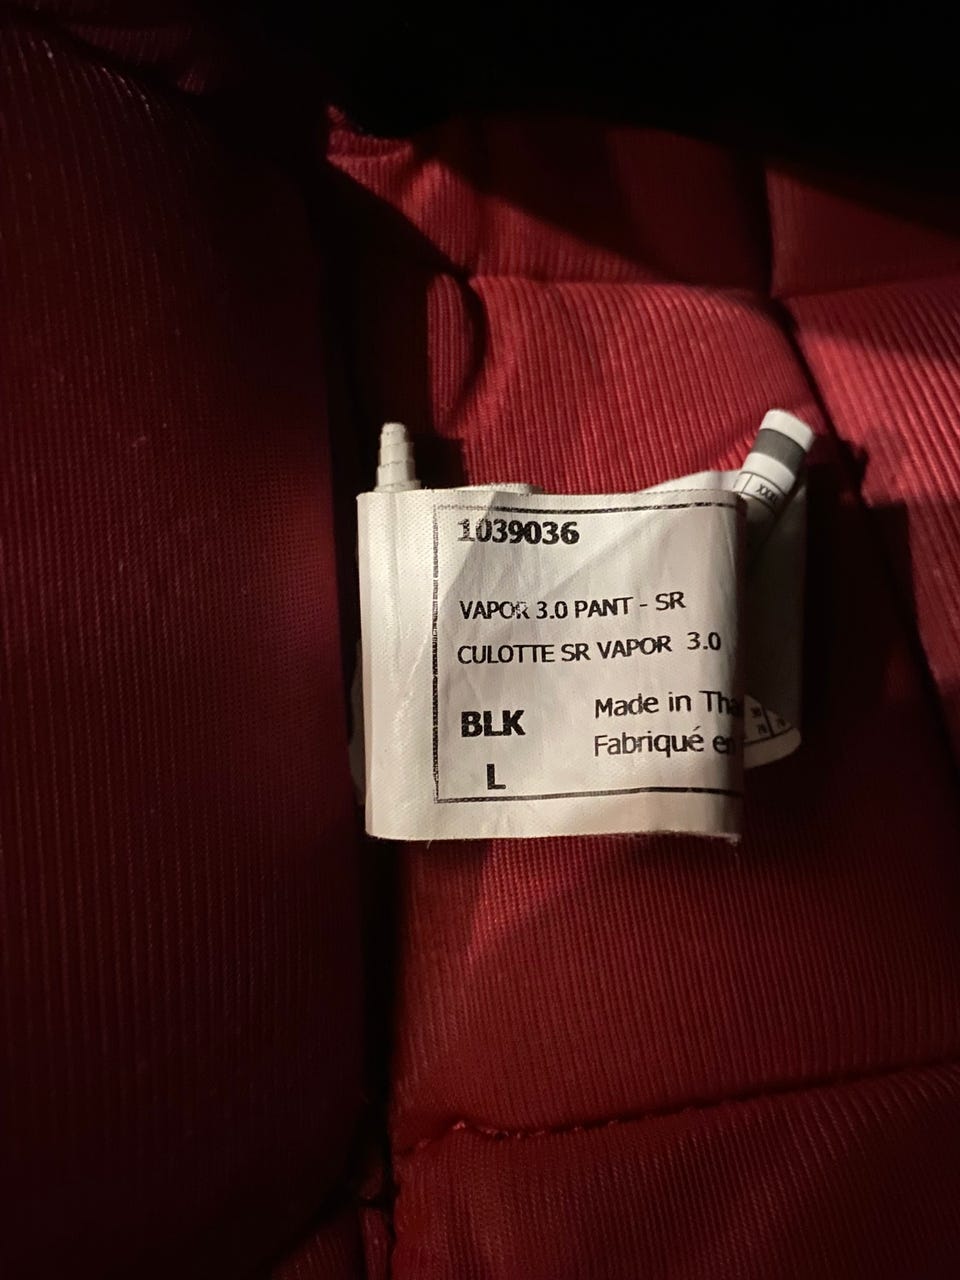 1039036
VAPOR 3.0 PANT - SR
CULOTTE SR VAPOR 3.0
BLK
Made in Tha
Fabriqué en
L